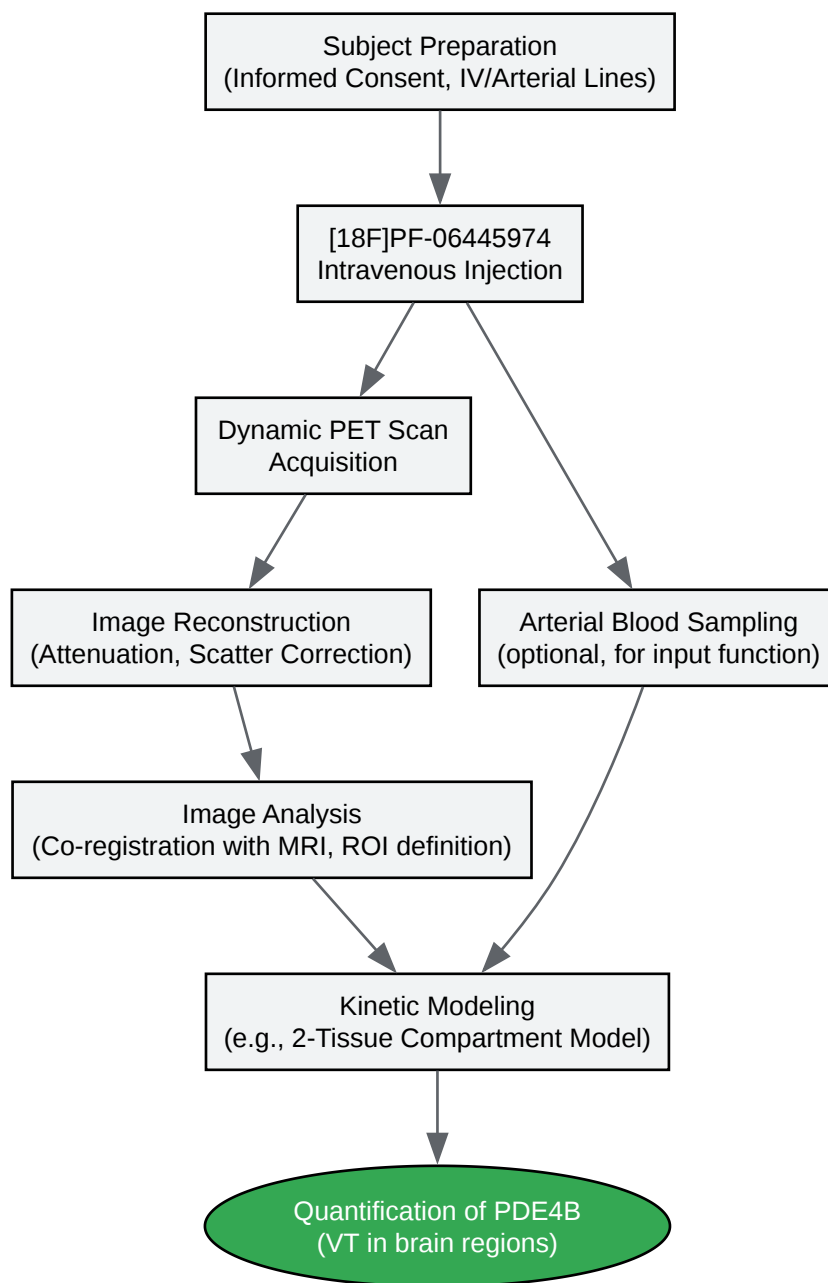 Subject Preparation
(Informed Consent, IV/Arterial Lines)
[18F]PF-06445974
Intravenous Injection
Dynamic PET Scan
Acquisition
Image Reconstruction
(Attenuation, Scatter Correction)
Arterial Blood Sampling
(optional, for input function)
Image Analysis
(Co-registration with MRI, ROI definition)
Kinetic Modeling
(e.g., 2-Tissue Compartment Model)
Quantification of PDE4B
(VT in brain regions)